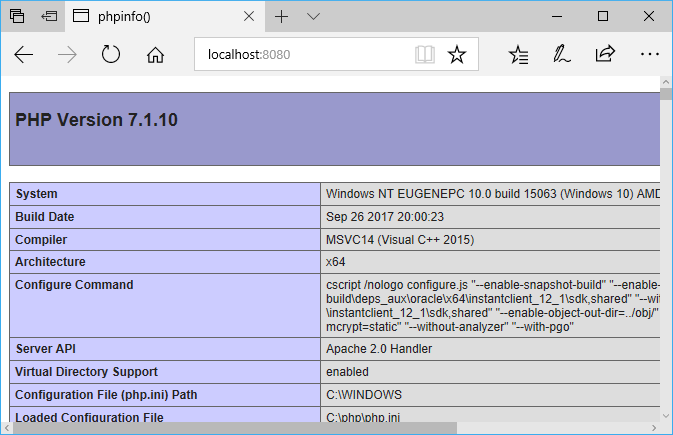 phpinfo()
localhost:8080
PHP Version 7.1.10
System Windows NT EUGENEPC 10.0 build 15063 (Windows 10) AMD
Build Date Sep 26 2017 20:00:23
Compiler MSVC14 (Visual C++ 2015)
Architecture x64
Configure Command cscript /nologo configure.js "--enable-snapshot-build" "--enable-
build\deps_aux\oracle\x64\instantclient_12_1\sdk,shared" "--wit
\instantclient_12_1\sdk,shared" "--enable-object-out-dir=../obj/"
mcrypt=static" "--without-analyzer" "--with-pgo"
Server API Apache 2.0 Handler
Virtual Directory Support enabled
Configuration File (php.ini) Path C:\WINDOWS
Loaded Configuration File C:\php\php.ini